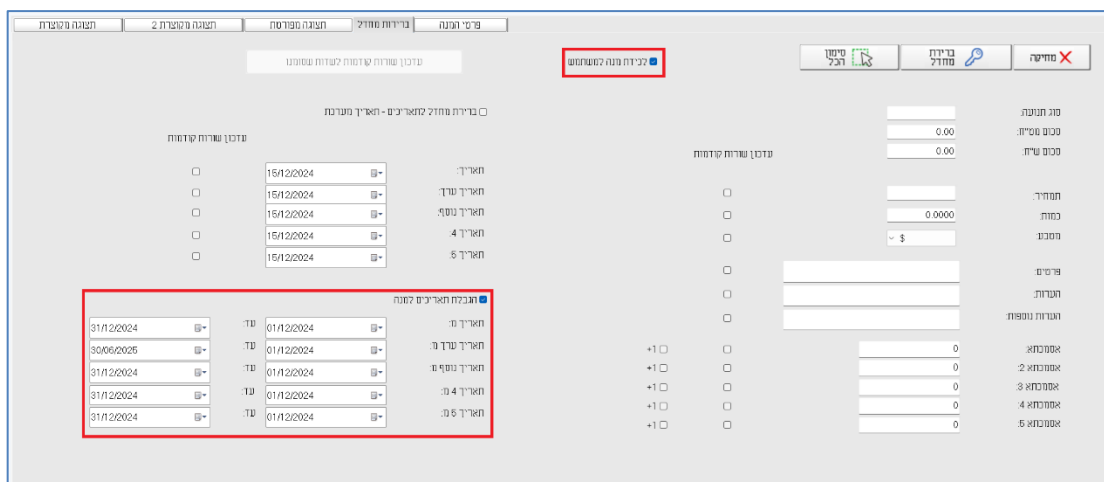 פרטי המנה
ברירות מחדל
תצוגה מפורטת
תצוגה מקוצרת 2
תצוגה מקוצרת
מחיקה
ברירת מחדל
סימון הכל
לכידת מנה למשתמש
עדכון שורות קודמות לשדות שסומנו
סוג תנועה:
סכום מט"ח: 0.00
סכום ש"ח: 0.00
עדכון שורות קודמות
תמחיר:
כמות: 0.0000
מטבע: $
פרטים:
הערות:
הערות נוספות:
אסמכתא: 0 +1
אסמכתא 2: 0 +1
אסמכתא 3: 0 +1
אסמכתא 4: 0 +1
אסמכתא 5: 0 +1
ברירת מחדל לתאריכים - תאריך מערכת
עדכון שורות קודמות
תאריך: 15/12/2024
תאריך ערך: 15/12/2024
תאריך נוסף: 15/12/2024
תאריך 4: 15/12/2024
תאריך 5: 15/12/2024
הגבלת תאריכים למנה
תאריך מ: 01/12/2024 עד: 31/12/2024
תאריך ערך מ: 01/12/2024 עד: 30/06/2025
תאריך נוסף מ: 01/12/2024 עד: 31/12/2024
תאריך 4 מ: 01/12/2024 עד: 31/12/2024
תאריך 5 מ: 01/12/2024 עד: 31/12/2024